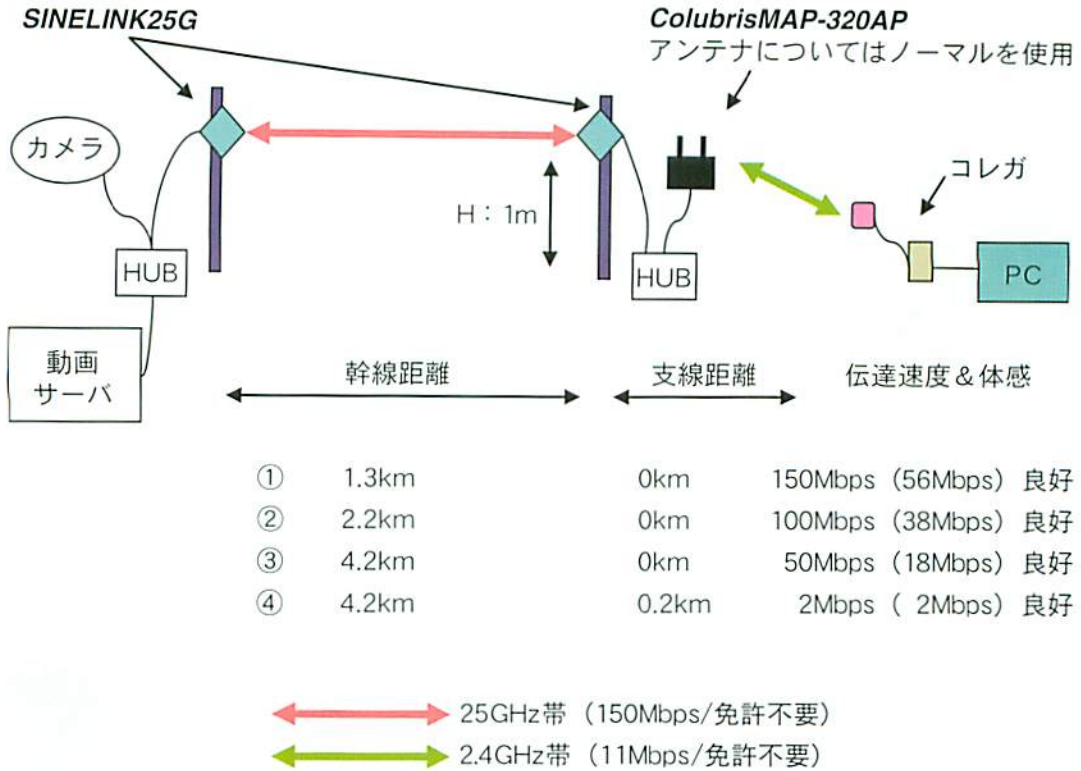 SINELINK25G
ColubrisMAP-320AP
アンテナについてはノーマルを使用
カメラ
コレガ
H：1m
HUB
HUB
PC
動画
サーバ
幹線距離
支線距離
伝達速度＆体感
① 1.3km 0km 150Mbps（56Mbps）良好
② 2.2km 0km 100Mbps（38Mbps）良好
③ 4.2km 0km 50Mbps（18Mbps）良好
④ 4.2km 0.2km 2Mbps（ 2Mbps）良好
25GHz帯（150Mbps/免許不要）
2.4GHz帯（11Mbps/免許不要）